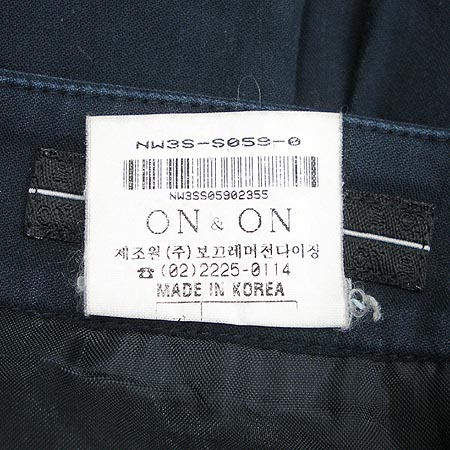 NW3S-S059-0
NW3SS05902355
ON & ON
제조원 (주) 보끄레머천다이징
☎ (02)2225-0114
MADE IN KOREA